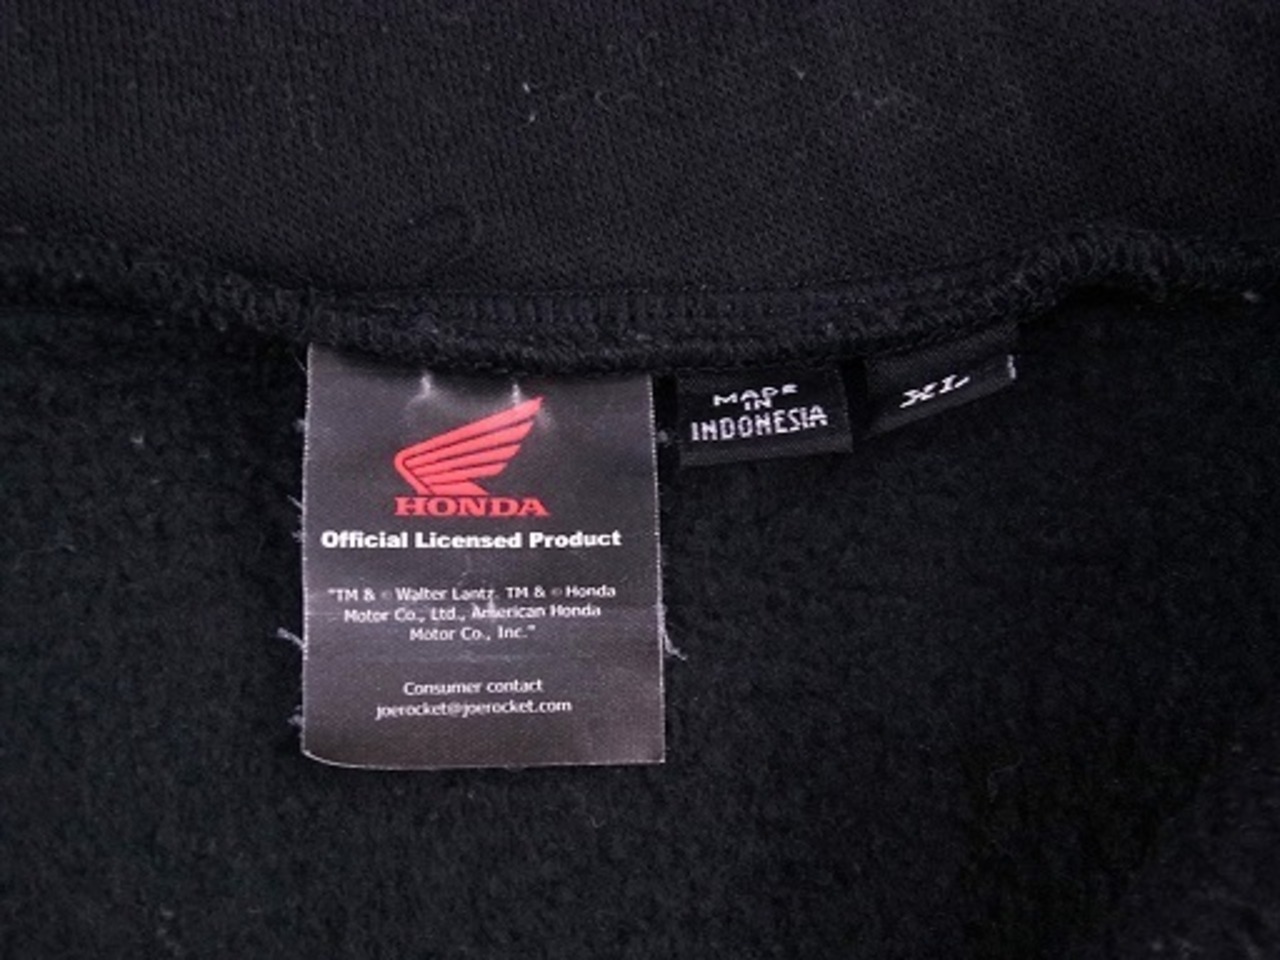 HONDA
Official Licensed Product
"TM & © Walter Lantz. TM & © Honda
Motor Co., Ltd., American Honda
Motor Co., Inc."
Consumer contact
joerocket@joerocket.com
MADE
IN
INDONESIA
XL